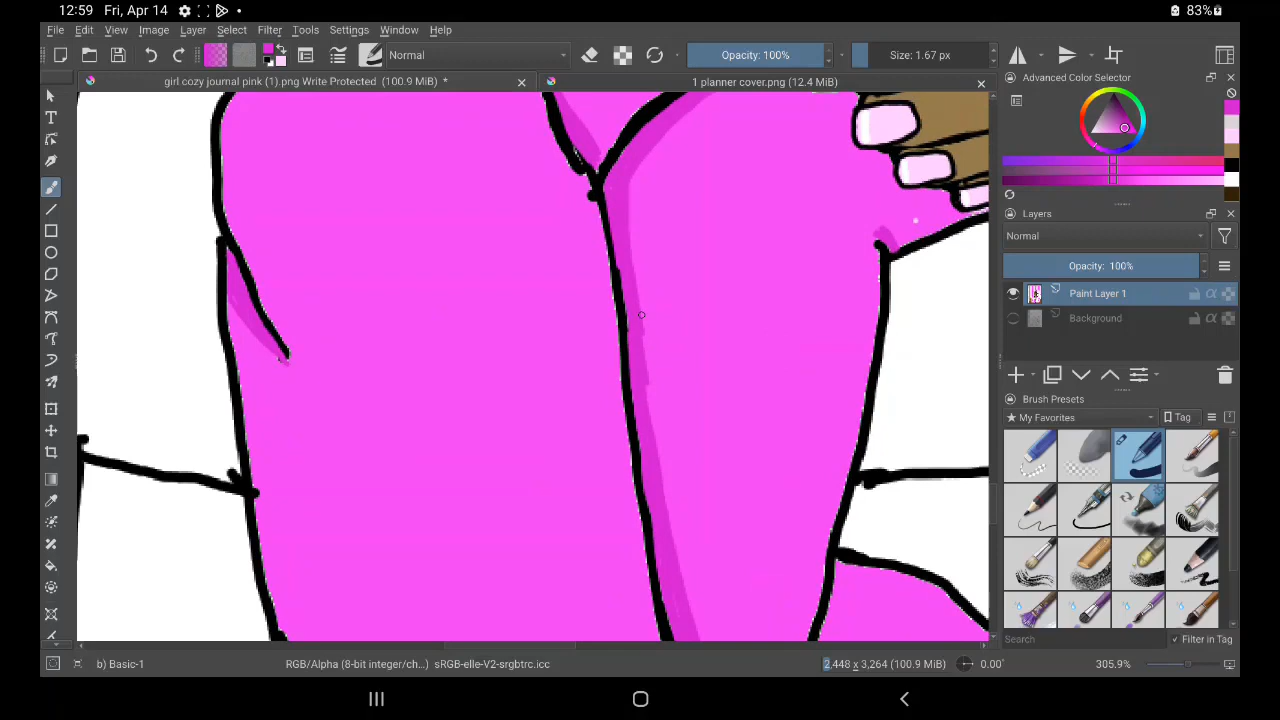 12:59 Fri, Apr 14 83%
File Edit View Image Layer Select Filter Tools Settings Window Help
Normal Opacity: 100% Size: 1.67 px
girl cozy journal pink (1).png Write Protected (100.9 MiB) * 1 planner cover.png (12.4 MiB)
Advanced Color Selector
Layers
Normal
Opacity: 100%
Paint Layer 1
Background
Brush Presets
My Favorites Tag
Search Filter in Tag
b) Basic-1 RGB/Alpha (8-bit integer/ch...) sRGB-elle-V2-srgbtrc.icc 2,448 x 3,264 (100.9 MiB) 0.00° 305.9%